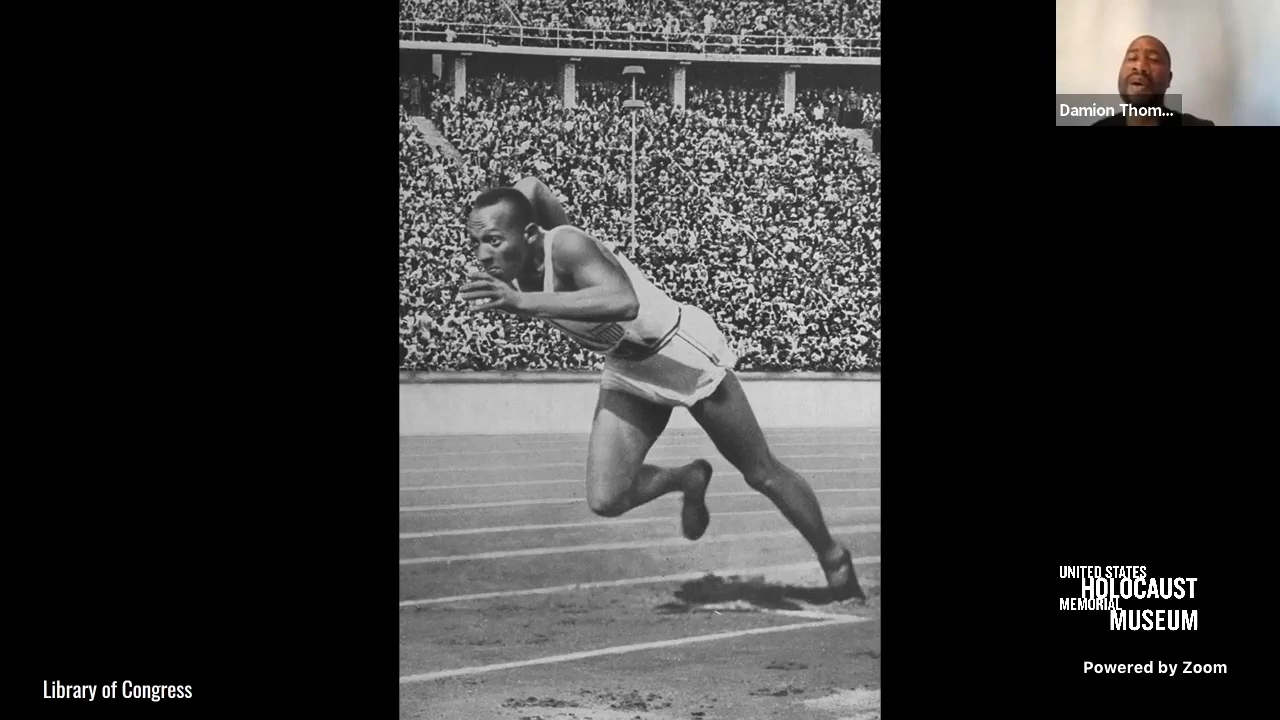 Damion Thom...
UNITED STATES
HOLOCAUST
MEMORIAL
MUSEUM
Powered by Zoom
Library of Congress